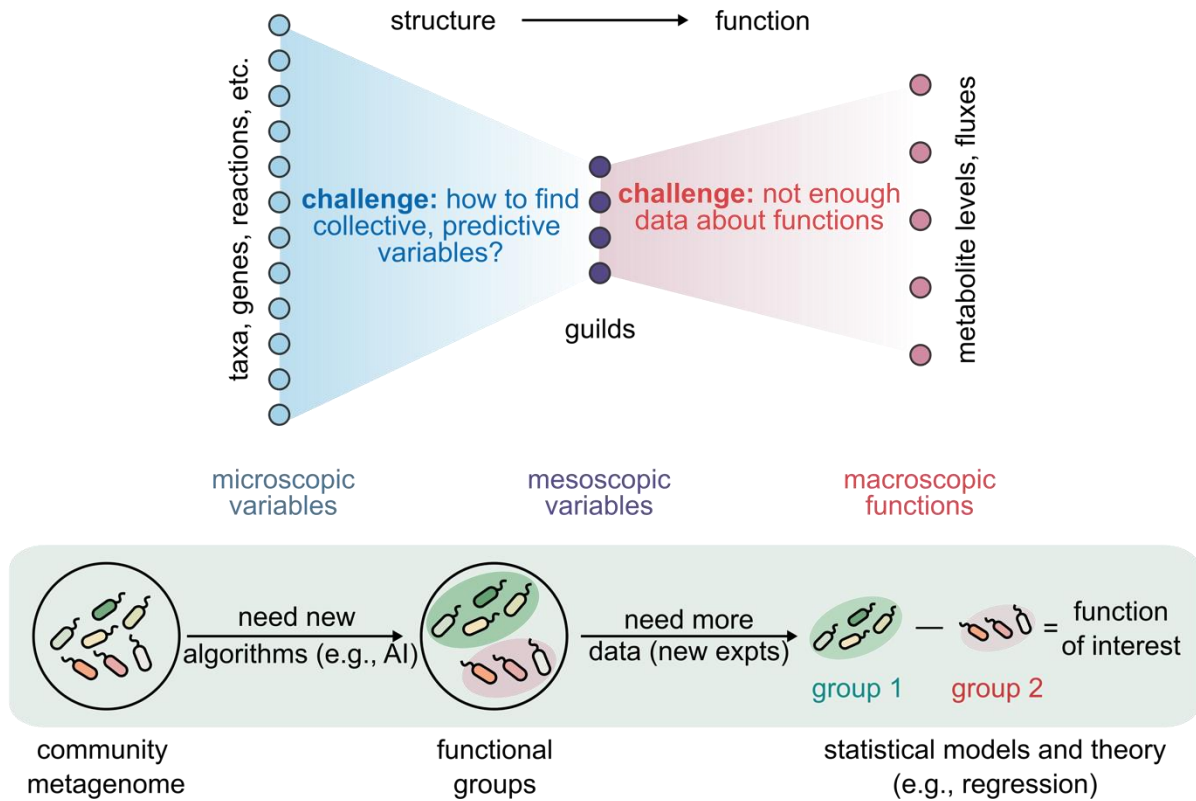 structure
function
taxa, genes, reactions, etc.
challenge: how to find
collective, predictive
variables?
challenge: not enough
data about functions
metabolite levels, fluxes
guilds
microscopic
variables
mesoscopic
variables
macroscopic
functions
need new
algorithms (e.g., AI)
need more
data (new expts)
group 1
—
group 2
= function
of interest
community
metagenome
functional
groups
statistical models and theory
(e.g., regression)